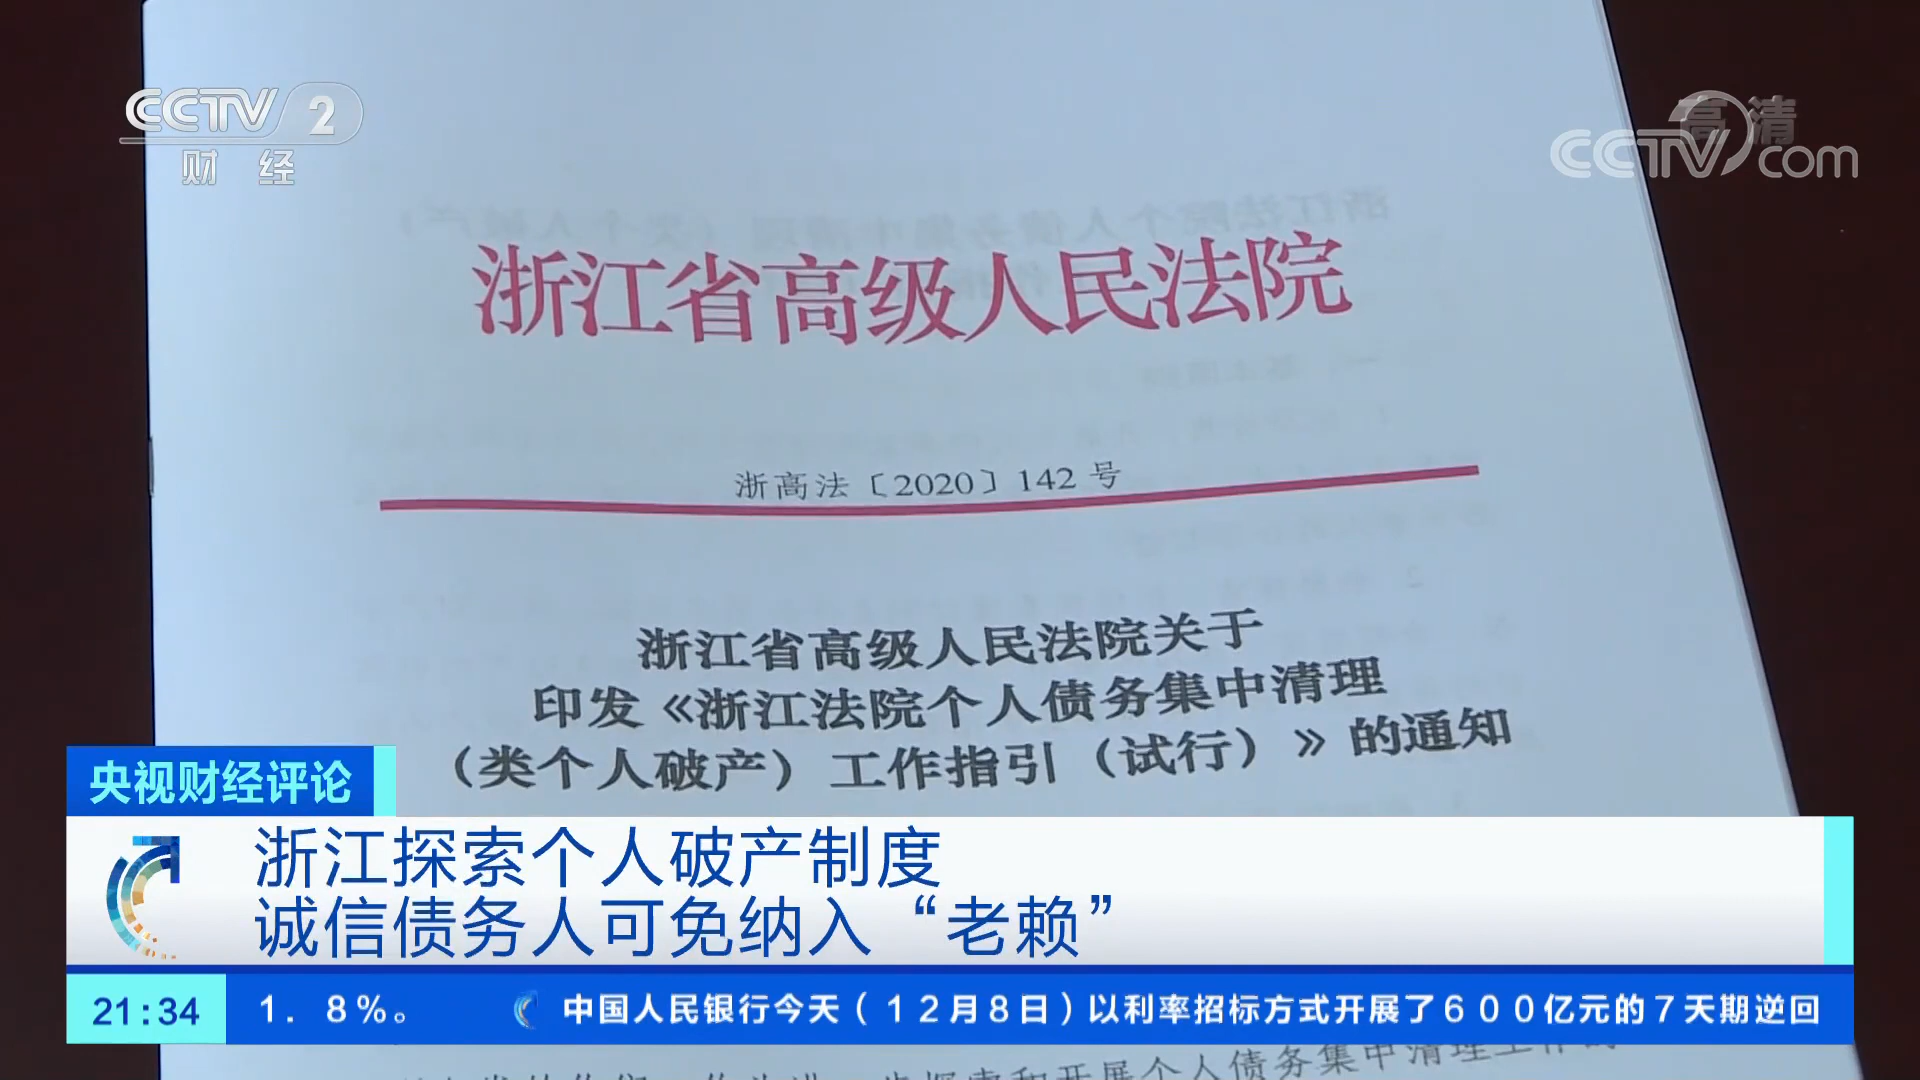 CCTV 2
财 经
高清
CCTV com
浙江省高级人民法院
浙高法〔2020〕142 号
浙江省高级人民法院关于
印发《浙江法院个人债务集中清理
（类个人破产）工作指引（试行）》的通知
央视财经评论
浙江探索个人破产制度
诚信债务人可免纳入“老赖”
21:34 1．8%。 中国人民银行今天（12月8日）以利率招标方式开展了600亿元的7天期逆回